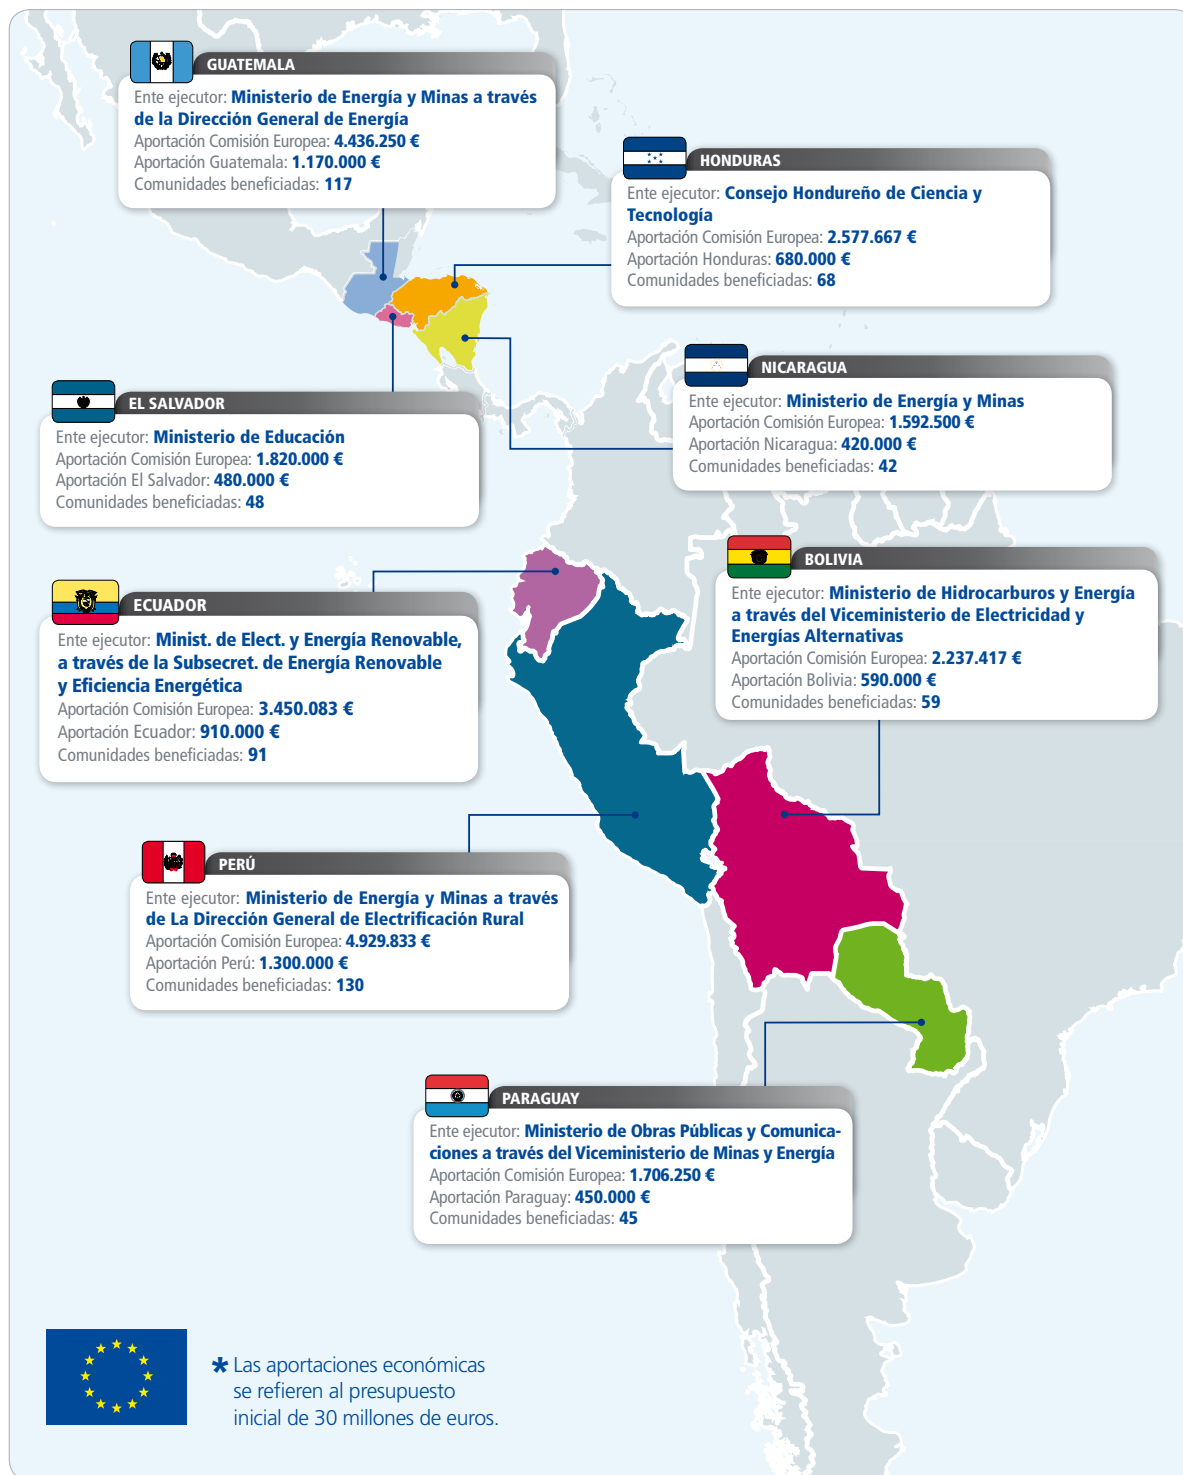 GUATEMALA
Ente ejecutor: Ministerio de Energía y Minas a través
de la Dirección General de Energía
Aportación Comisión Europea: 4.436.250 €
Aportación Guatemala: 1.170.000 €
Comunidades beneficiadas: 117
HONDURAS
Ente ejecutor: Consejo Hondureño de Ciencia y
Tecnología
Aportación Comisión Europea: 2.577.667 €
Aportación Honduras: 680.000 €
Comunidades beneficiadas: 68
NICARAGUA
Ente ejecutor: Ministerio de Energía y Minas
Aportación Comisión Europea: 1.592.500 €
Aportación Nicaragua: 420.000 €
Comunidades beneficiadas: 42
EL SALVADOR
Ente ejecutor: Ministerio de Educación
Aportación Comisión Europea: 1.820.000 €
Aportación El Salvador: 480.000 €
Comunidades beneficiadas: 48
BOLIVIA
Ente ejecutor: Ministerio de Hidrocarburos y Energía
a través del Viceministerio de Electricidad y
Energías Alternativas
Aportación Comisión Europea: 2.237.417 €
Aportación Bolivia: 590.000 €
Comunidades beneficiadas: 59
ECUADOR
Ente ejecutor: Minist. de Elect. y Energía Renovable,
a través de la Subsecret. de Energía Renovable
y Eficiencia Energética
Aportación Comisión Europea: 3.450.083 €
Aportación Ecuador: 910.000 €
Comunidades beneficiadas: 91
PERÚ
Ente ejecutor: Ministerio de Energía y Minas a través
de La Dirección General de Electrificación Rural
Aportación Comisión Europea: 4.929.833 €
Aportación Perú: 1.300.000 €
Comunidades beneficiadas: 130
PARAGUAY
Ente ejecutor: Ministerio de Obras Públicas y Comunica-
ciones a través del Viceministerio de Minas y Energía
Aportación Comisión Europea: 1.706.250 €
Aportación Paraguay: 450.000 €
Comunidades beneficiadas: 45
* Las aportaciones económicas
se refieren al presupuesto
inicial de 30 millones de euros.